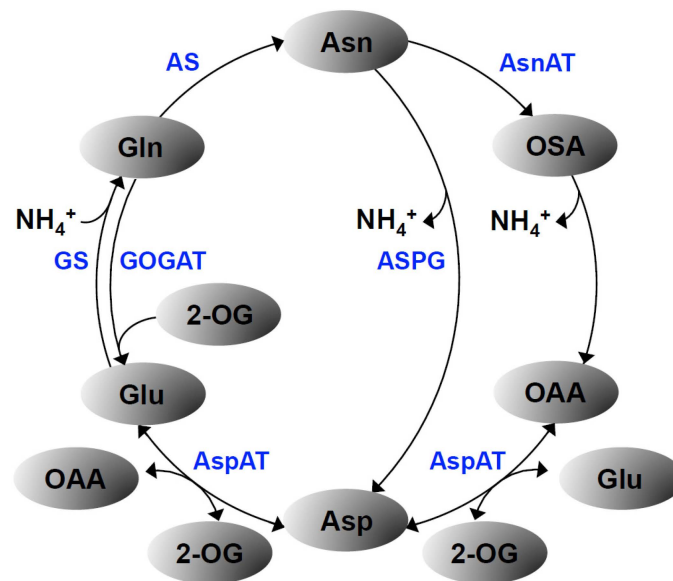 Asn
AS
AsnAT
Gln
OSA
NH₄⁺
NH₄⁺
NH₄⁺
GS
GOGAT
ASPG
2-OG
Glu
OAA
AspAT
AspAT
OAA
Glu
Asp
2-OG
2-OG